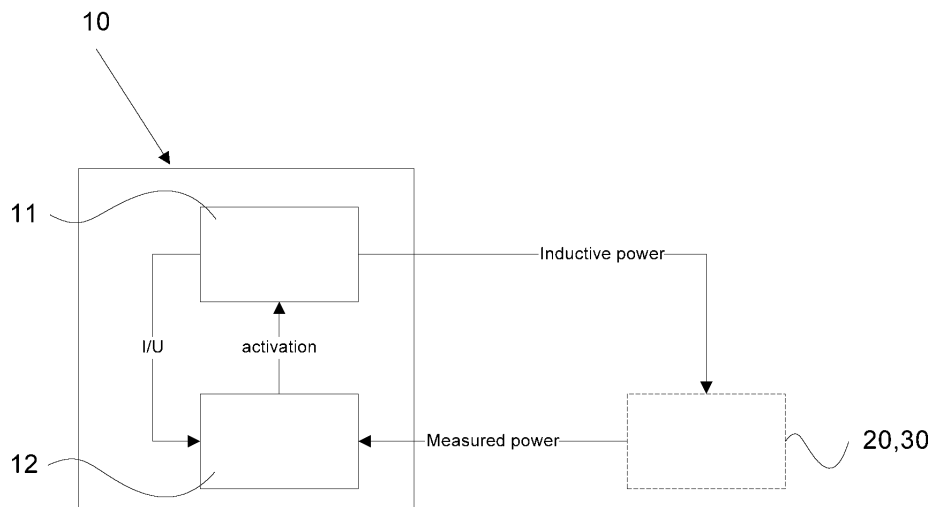 10
11
Inductive power
I/U
activation
Measured power
20,30
12